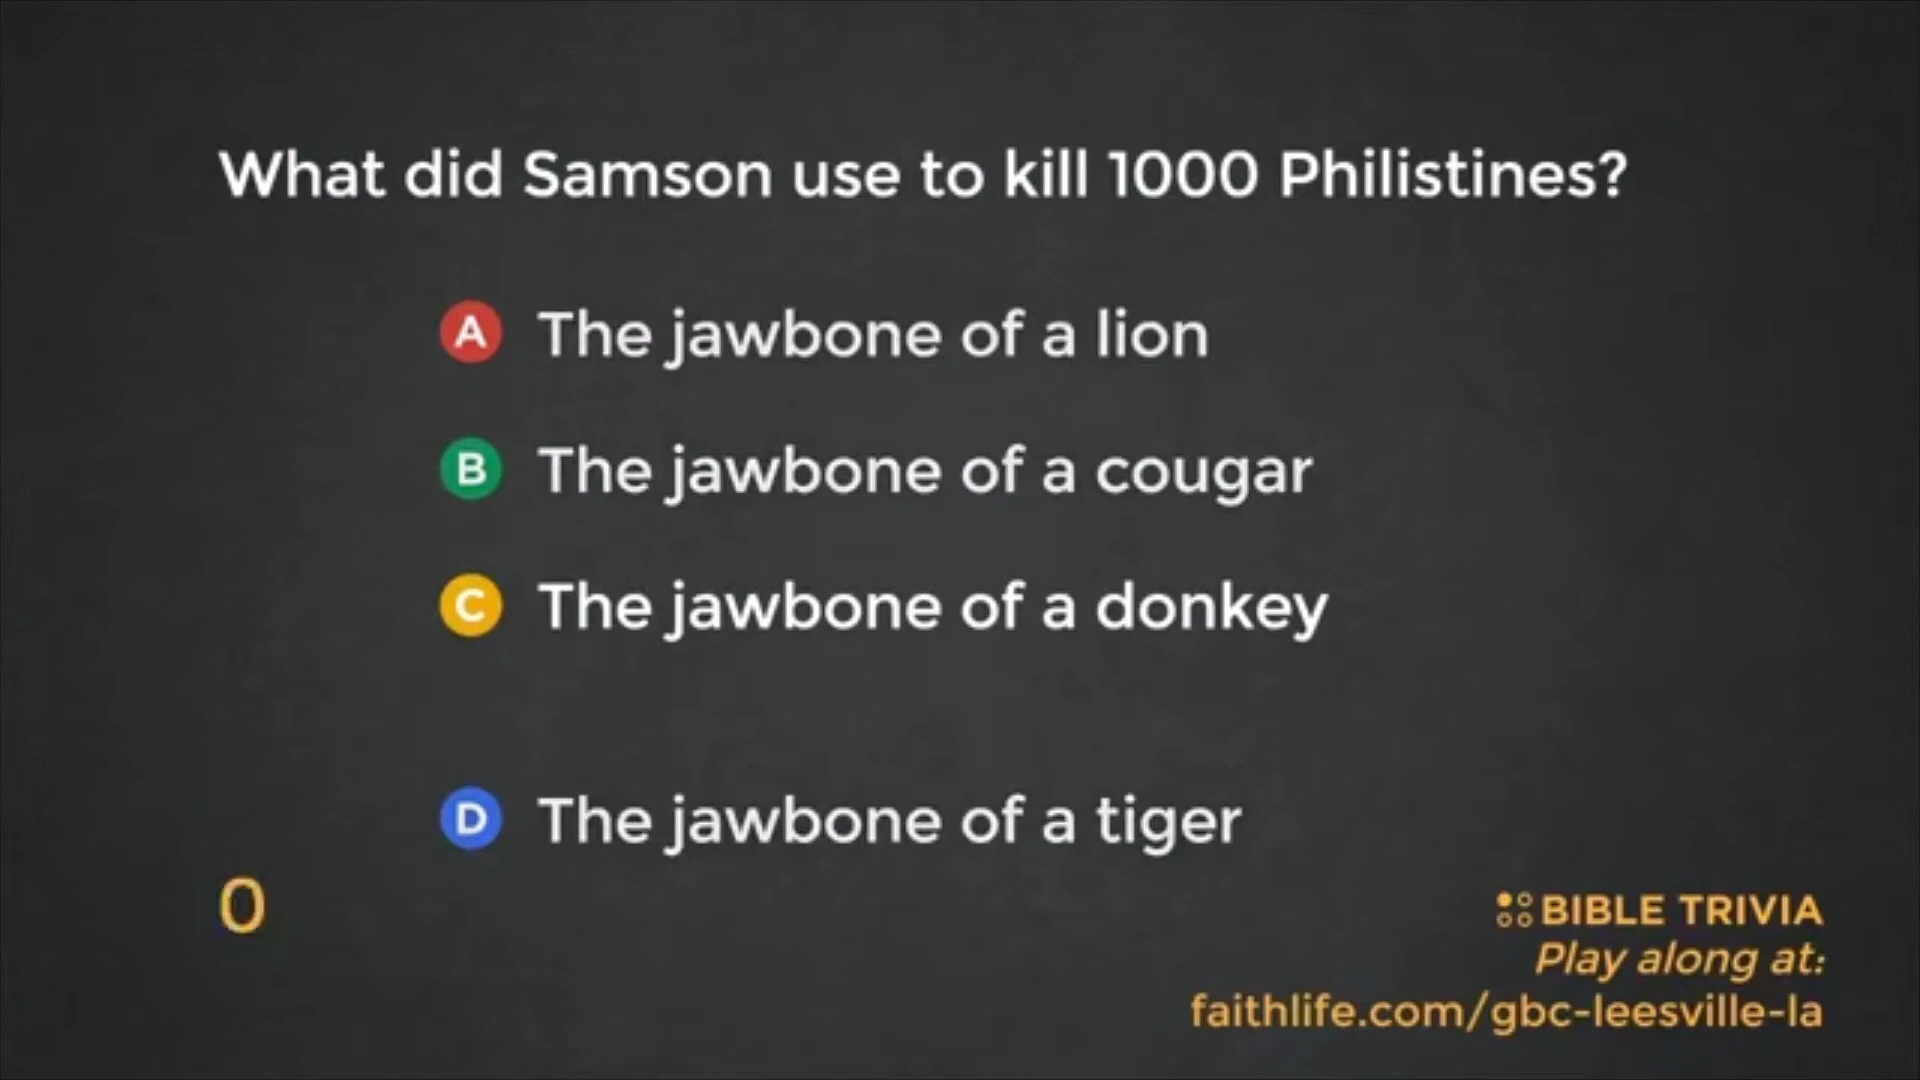 What did Samson use to kill 1000 Philistines?
A The jawbone of a lion
B The jawbone of a cougar
C The jawbone of a donkey
D The jawbone of a tiger
0
BIBLE TRIVIA
Play along at:
faithlife.com/gbc-leesville-la